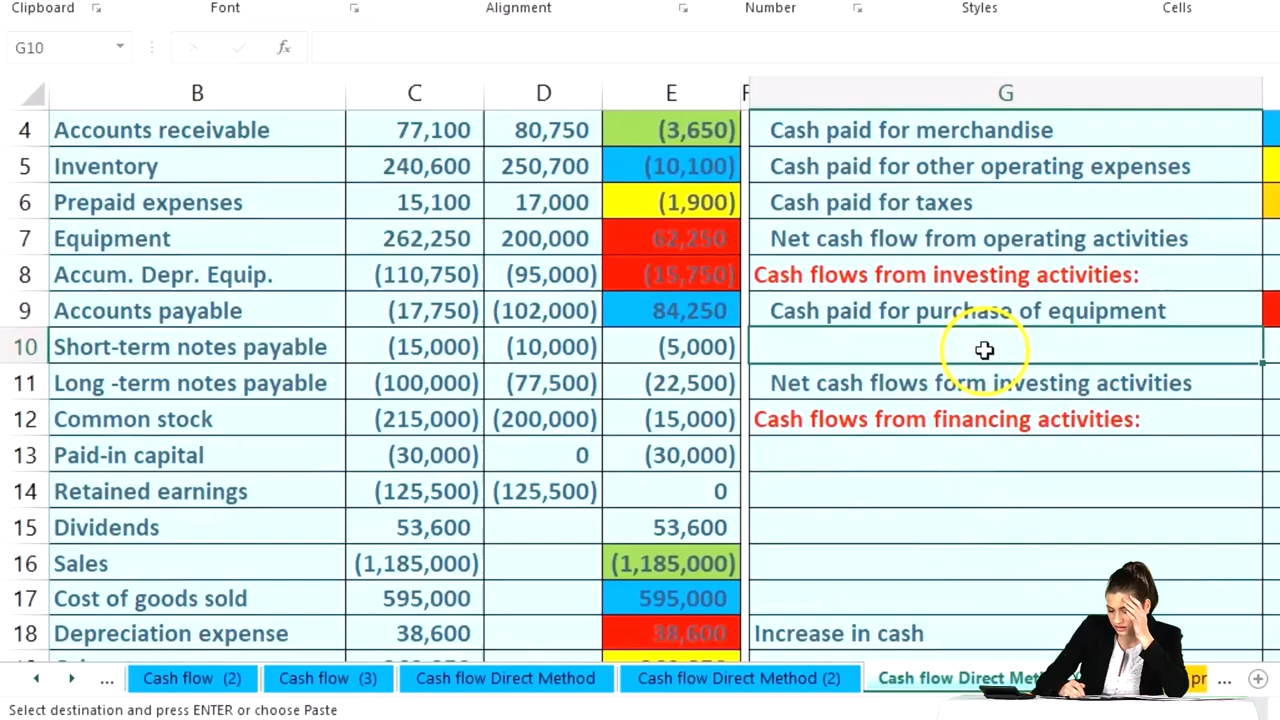 Clipboard Font Alignment Number Styles Cells
G10 fx
B C D E F G
4 Accounts receivable 77,100 80,750 (3,650) Cash paid for merchandise
5 Inventory 240,600 250,700 (10,100) Cash paid for other operating expenses
6 Prepaid expenses 15,100 17,000 (1,900) Cash paid for taxes
7 Equipment 262,250 200,000 62,250 Net cash flow from operating activities
8 Accum. Depr. Equip. (110,750) (95,000) (15,750) Cash flows from investing activities:
9 Accounts payable (17,750) (102,000) 84,250 Cash paid for purchase of equipment
10 Short-term notes payable (15,000) (10,000) (5,000)
11 Long -term notes payable (100,000) (77,500) (22,500) Net cash flows form investing activities
12 Common stock (215,000) (200,000) (15,000) Cash flows from financing activities:
13 Paid-in capital (30,000) 0 (30,000)
14 Retained earnings (125,500) (125,500) 0
15 Dividends 53,600 53,600
16 Sales (1,185,000) (1,185,000)
17 Cost of goods sold 595,000 595,000
18 Depreciation expense 38,600 38,600 Increase in cash
... Cash flow (2) Cash flow (3) Cash flow Direct Method Cash flow Direct Method (2) Cash flow Direct Met pr ...
Select destination and press ENTER or choose Paste